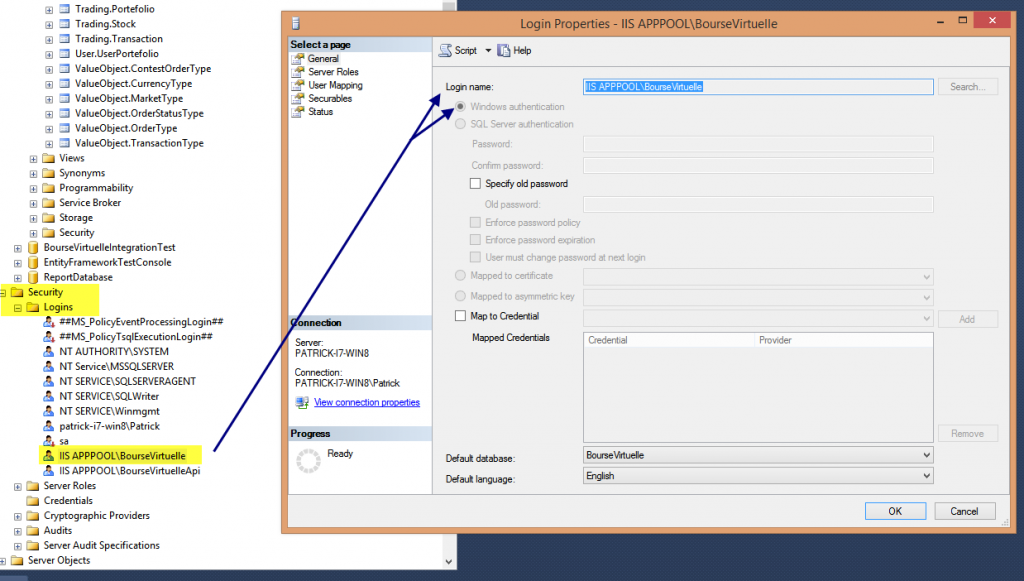 Trading.Portefolio
Trading.Stock
Trading.Transaction
User.UserPortefolio
ValueObject.ContestOrderType
ValueObject.CurrencyType
ValueObject.MarketType
ValueObject.OrderStatusType
ValueObject.OrderType
ValueObject.TransactionType
Views
Synonyms
Programmability
Service Broker
Storage
Security
BourseVirtuelleIntegrationTest
EntityFrameworkTestConsole
ReportDatabase
Security
Logins
##MS_PolicyEventProcessingLogin##
##MS_PolicyTsqlExecutionLogin##
NT AUTHORITY\SYSTEM
NT Service\MSSQLSERVER
NT SERVICE\SQLSERVERAGENT
NT SERVICE\SQLWriter
NT SERVICE\Winmgmt
patrick-i7-win8\Patrick
sa
IIS APPPOOL\BourseVirtuelle
IIS APPPOOL\BourseVirtuelleApi
Server Roles
Credentials
Cryptographic Providers
Audits
Server Audit Specifications
Server Objects
Login Properties - IIS APPPOOL\BourseVirtuelle
Select a page
General
Server Roles
User Mapping
Securables
Status
Connection
Server:
PATRICK-I7-WIN8
Connection:
PATRICK-I7-WIN8\Patrick
View connection properties
Progress
Ready
Script Help
Login name: IIS APPPOOL\BourseVirtuelle Search...
Windows authentication
SQL Server authentication
Password:
Confirm password:
Specify old password
Old password:
Enforce password policy
Enforce password expiration
User must change password at next login
Mapped to certificate
Mapped to asymmetric key
Map to Credential Add
Mapped Credentials Credential Provider
Remove
Default database: BourseVirtuelle
Default language: English
OK Cancel